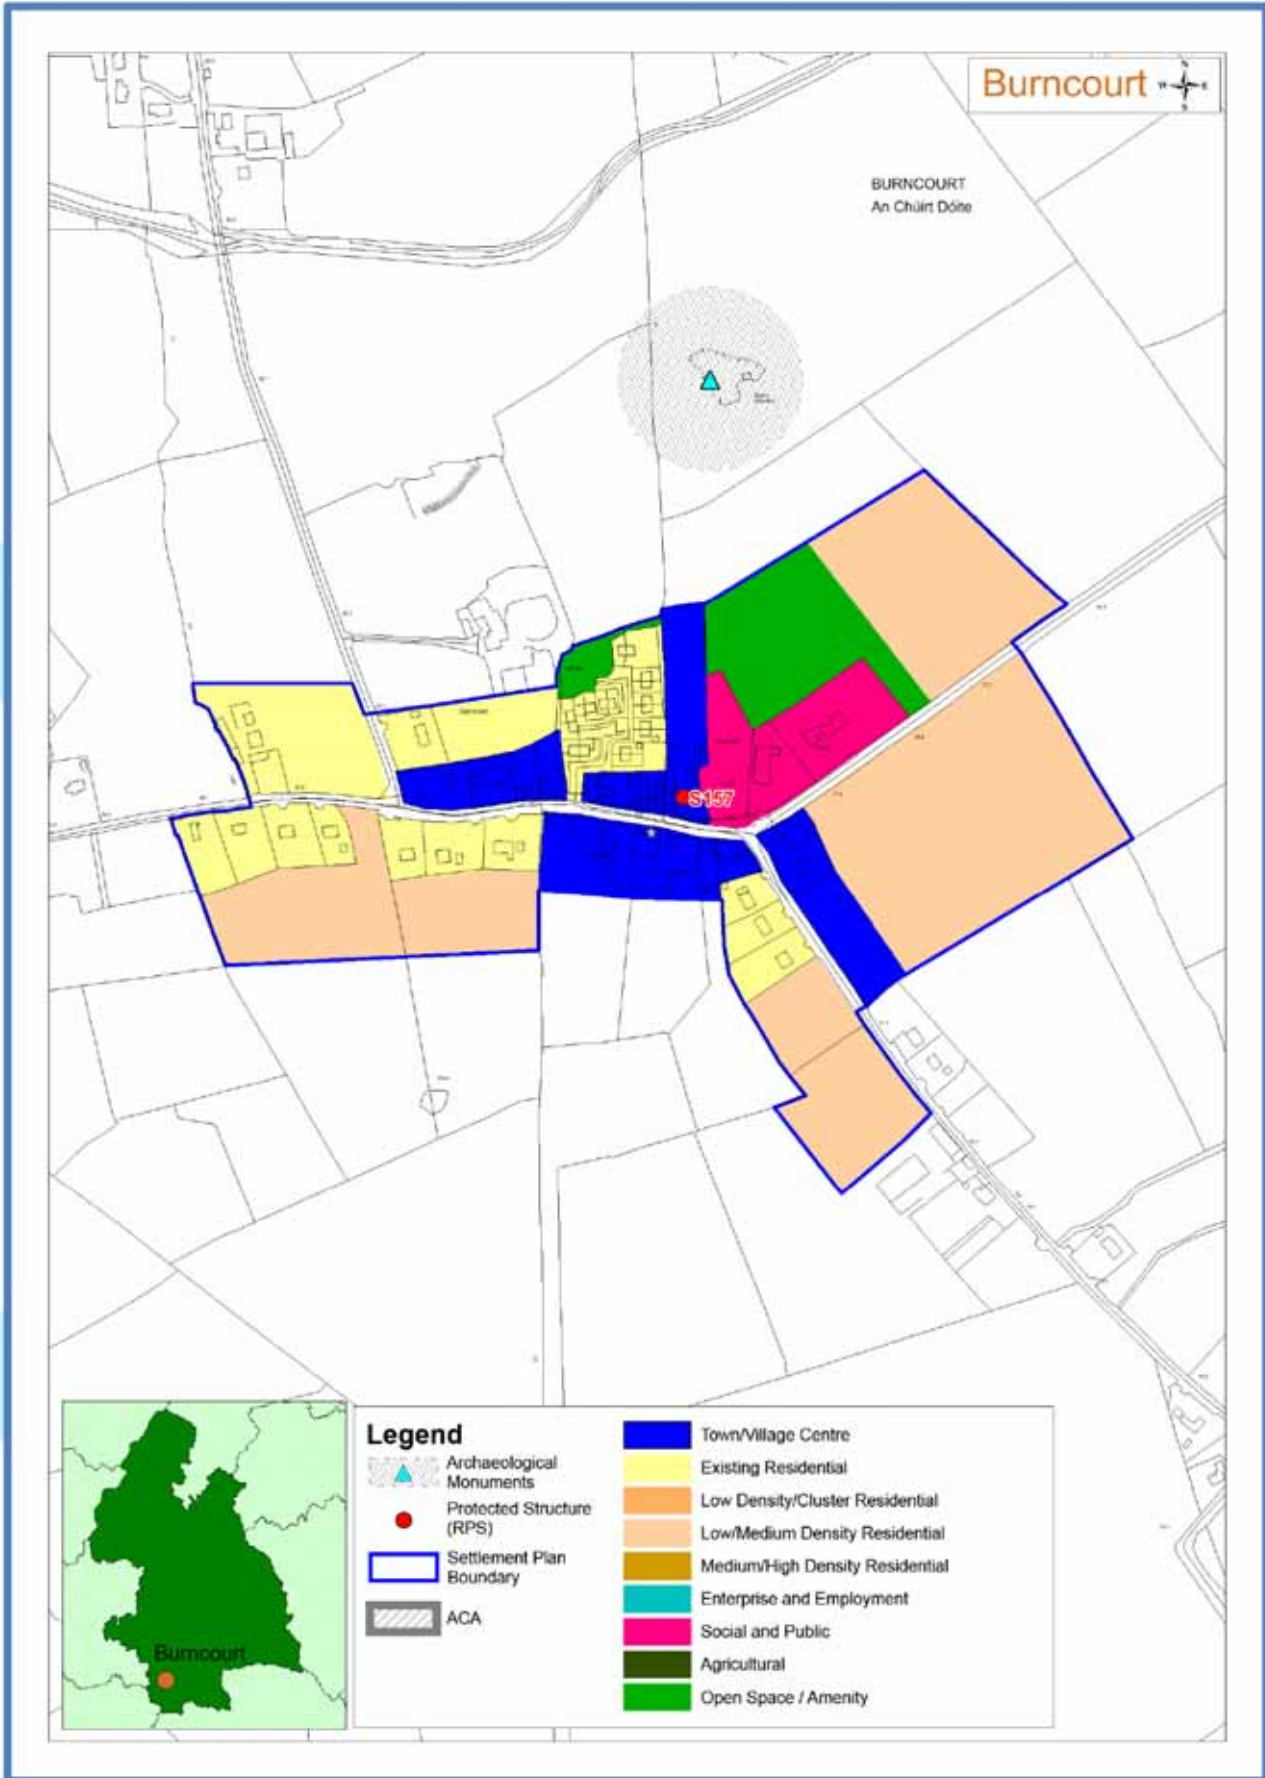 Burncourt
N
W
E
S
BURNCOURT
An Chúirt Dóite
S157
Legend
Archaeological
Monuments
Protected Structure
(RPS)
Settlement Plan
Boundary
ACA
Town/Village Centre
Existing Residential
Low Density/Cluster Residential
Low/Medium Density Residential
Medium/High Density Residential
Enterprise and Employment
Social and Public
Agricultural
Open Space / Amenity
Burncourt